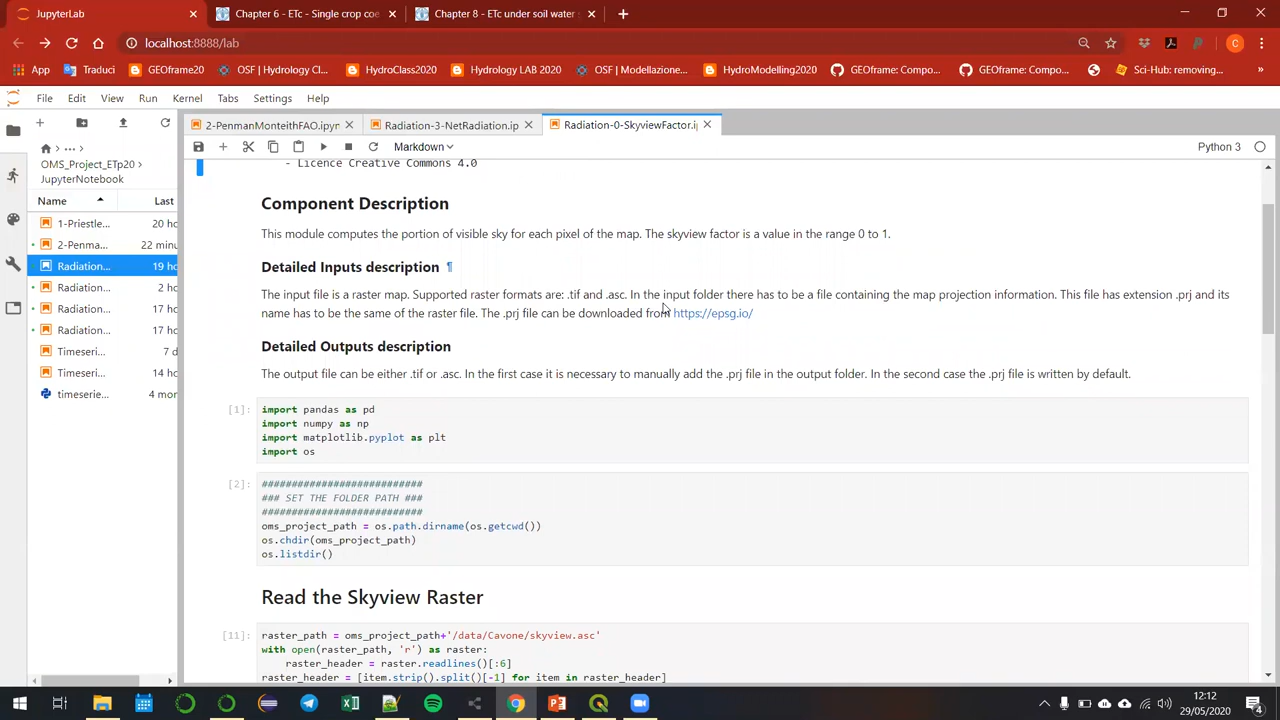 JupyterLab
Chapter 6 - ETc - Single crop coe
Chapter 8 - ETc under soil water
localhost:8888/lab
App
Traduci
GEOframe20
OSF | Hydrology Cl...
HydroClass2020
Hydrology LAB 2020
OSF | Modellazione...
HydroModelling2020
GEOframe: Compo...
GEOframe: Compo...
Sci-Hub: removing...
C
File Edit View Run Kernel Tabs Settings Help
2-PenmanMonteithFAO.ipyn
Radiation-3-NetRadiation.ip
Radiation-0-SkyviewFactor.i
Markdown
Python 3
... >
OMS_Project_ETp20 >
JupyterNotebook
Name Last
1-Priestle... 20 ho
2-Penma... 22 minu
Radiation... 19 ho
Radiation... 2 ho
Radiation... 17 ho
Radiation... 17 ho
Timeseri... 7 d
Timeseri... 14 ho
timeserie... 4 mon
- Licence Creative Commons 4.0
Component Description
This module computes the portion of visible sky for each pixel of the map. The skyview factor is a value in the range 0 to 1.
Detailed Inputs description ¶
The input file is a raster map. Supported raster formats are: .tif and .asc. In the input folder there has to be a file containing the map projection information. This file has extension .prj and its
name has to be the same of the raster file. The .prj file can be downloaded from https://epsg.io/
Detailed Outputs description
The output file can be either .tif or .asc. In the first case it is necessary to manually add the .prj file in the output folder. In the second case the .prj file is written by default.
[1]: import pandas as pd
import numpy as np
import matplotlib.pyplot as plt
import os
[2]: ###########################
### SET THE FOLDER PATH ###
###########################
oms_project_path = os.path.dirname(os.getcwd())
os.chdir(oms_project_path)
os.listdir()
Read the Skyview Raster
[11]: raster_path = oms_project_path+'/data/Cavone/skyview.asc'
with open(raster_path, 'r') as raster:
raster_header = raster.readlines()[:6]
raster_header = [item.strip().split()[-1] for item in raster_header]
12:12
29/05/2020